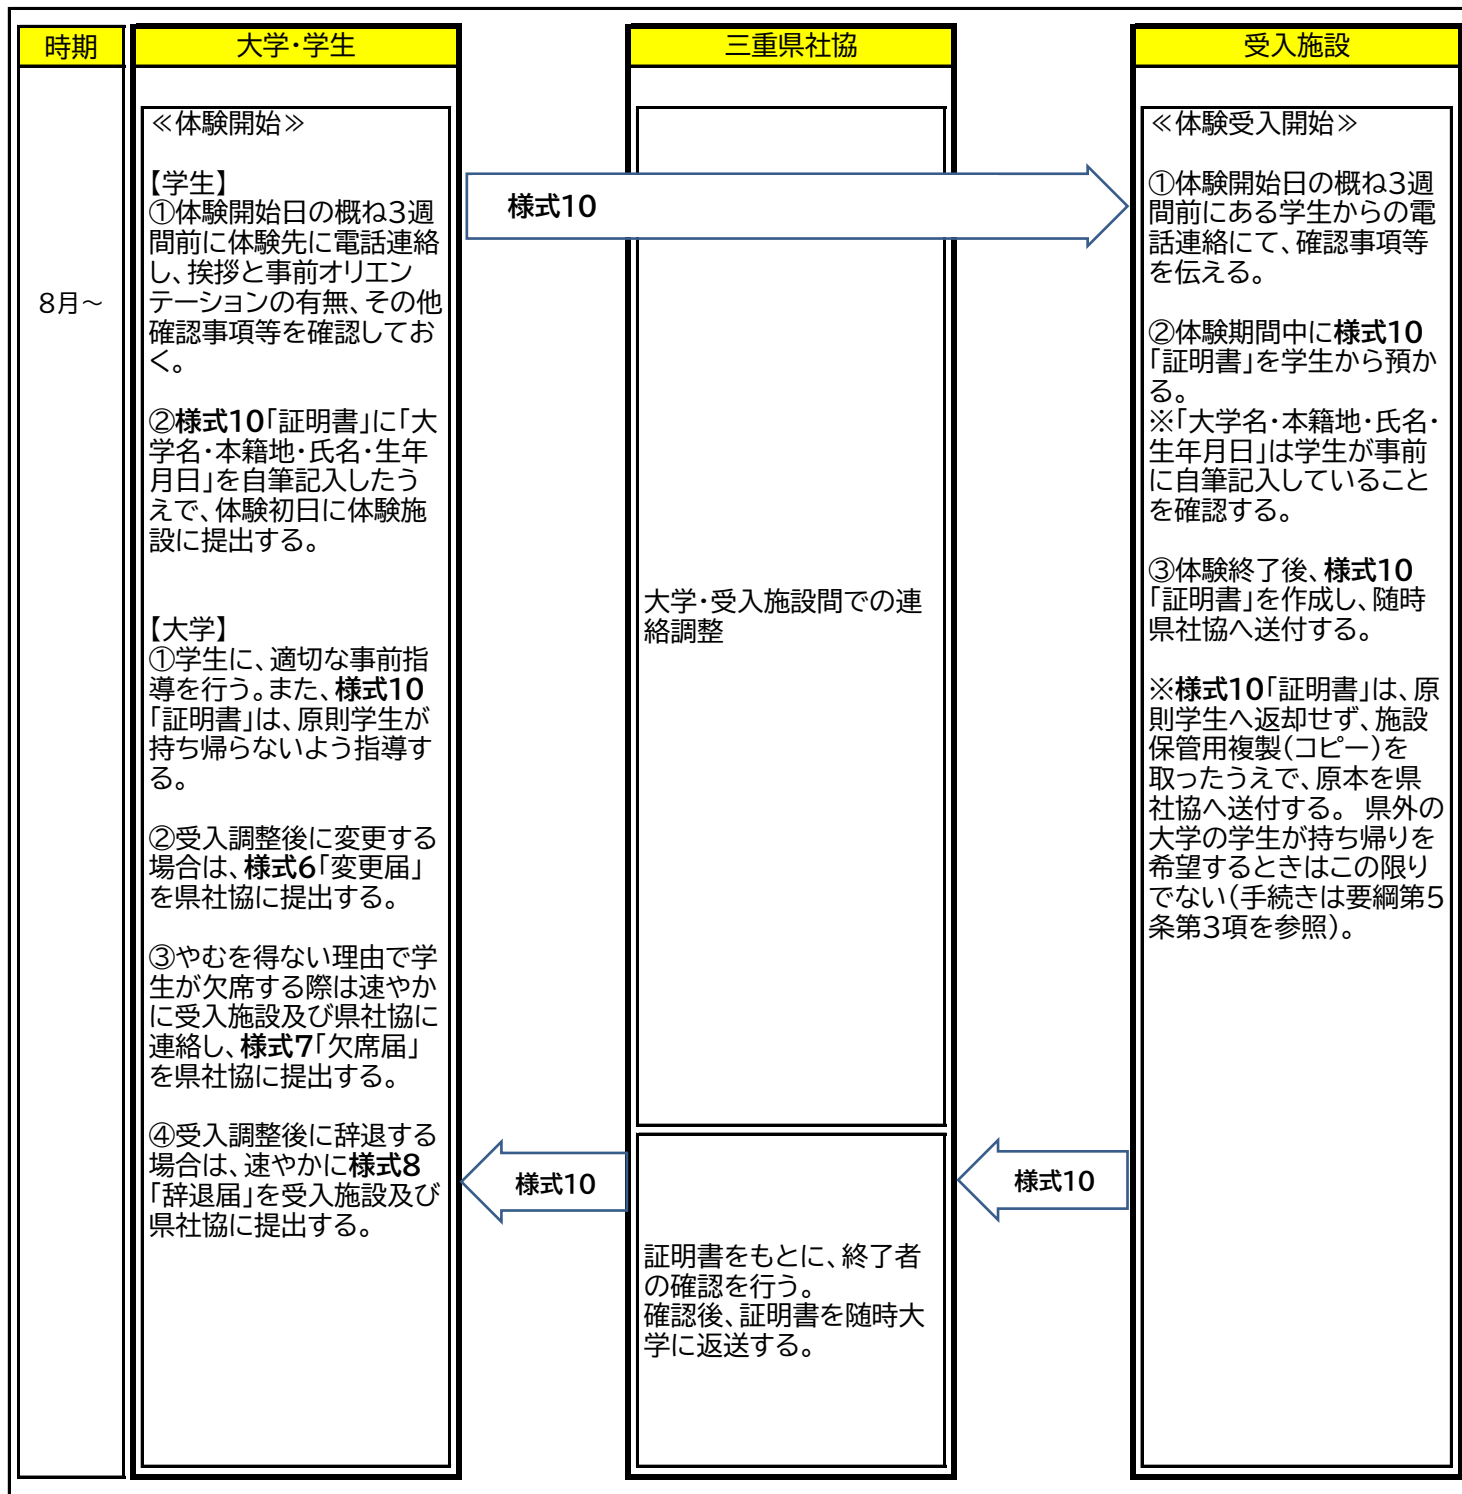 時期
大学・学生
三重県社協
受入施設
8月～
≪体験開始≫
【学生】
①体験開始日の概ね3週
間前に体験先に電話連絡
し、挨拶と事前オリエン
テーションの有無、その他
確認事項等を確認してお
く。
②様式10「証明書」に「大
学名・本籍地・氏名・生年
月日」を自筆記入したう
えで、体験初日に体験施
設に提出する。
【大学】
①学生に、適切な事前指
導を行う。また、様式10
「証明書」は、原則学生が
持ち帰らないよう指導す
る。
②受入調整後に変更する
場合は、様式6「変更届」
を県社協に提出する。
③やむを得ない理由で学
生が欠席する際は速やか
に受入施設及び県社協に
連絡し、様式7「欠席届」
を県社協に提出する。
④受入調整後に辞退する
場合は、速やかに様式8
「辞退届」を受入施設及び
県社協に提出する。
様式10
様式10
大学・受入施設間での連
絡調整
証明書をもとに、終了者
の確認を行う。
確認後、証明書を随時大
学に返送する。
様式10
≪体験受入開始≫
①体験開始日の概ね3週
間前にある学生からの電
話連絡にて、確認事項等
を伝える。
②体験期間中に様式10
「証明書」を学生から預か
る。
※「大学名・本籍地・氏名・
生年月日」は学生が事前
に自筆記入していること
を確認する。
③体験終了後、様式10
「証明書」を作成し、随時
県社協へ送付する。
※様式10「証明書」は、原
則学生へ返却せず、施設
保管用複製(コピー)を
取ったうえで、原本を県
社協へ送付する。 県外の
大学の学生が持ち帰りを
希望するときはこの限り
でない(手続きは要綱第5
条第3項を参照)。